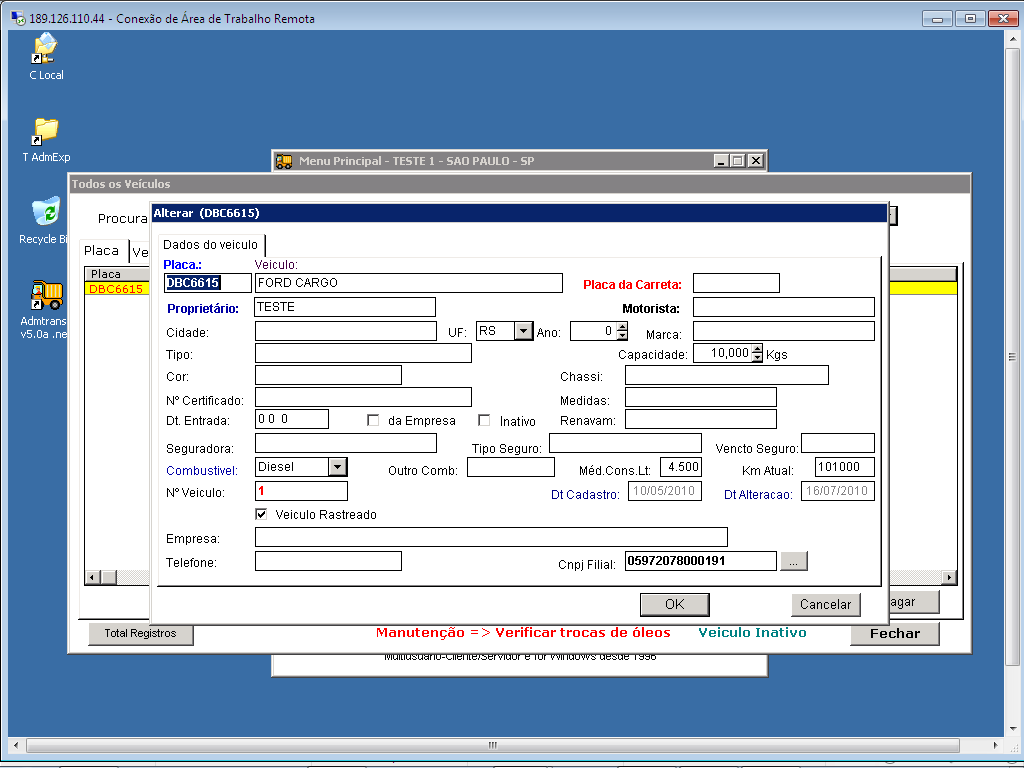 189.126.110.44 - Conexão de Área de Trabalho Remota
C Local
T AdmExp
Recycle Bi
Admtrans
v5.0a .ne
Menu Principal - TESTE 1 - SAO PAULO - SP
Todos os Veículos
Procura
Placa Ve
Placa
DBC6615
Alterar (DBC6615)
Dados do veiculo
Placa.: Veiculo:
DBC6615 FORD CARGO Placa da Carreta:
Proprietário: TESTE Motorista:
Cidade: UF: RS Ano: 0 Marca:
Tipo: Capacidade: 10,000 Kgs
Cor: Chassi:
Nº Certificado: Medidas:
Dt. Entrada: 0 0 0 da Empresa Inativo Renavam:
Seguradora: Tipo Seguro: Vencto Seguro:
Combustivel: Diesel Outro Comb: Méd.Cons.Lt: 4.500 Km Atual: 101000
Nº Veiculo: 1 Dt Cadastro: 10/05/2010 Dt Alteracao: 16/07/2010
Veiculo Rastreado
Empresa:
Telefone: Cnpj Filial: 05972078000191 ...
OK Cancelar agar
Total Registros Manutenção => Verificar trocas de óleos Veiculo Inativo Fechar
Multiusuário-Cliente/Servidor e for Windows desde 1996